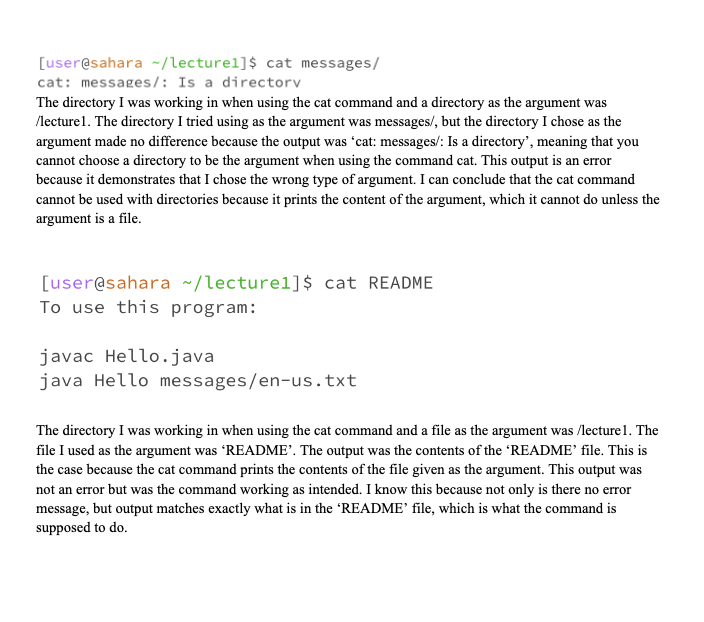 [user@sahara ~/lecture1]$ cat messages/
cat: messages/: Is a directory
The directory I was working in when using the cat command and a directory as the argument was
/lecture1. The directory I tried using as the argument was messages/, but the directory I chose as the
argument made no difference because the output was ‘cat: messages/: Is a directory’, meaning that you
cannot choose a directory to be the argument when using the command cat. This output is an error
because it demonstrates that I chose the wrong type of argument. I can conclude that the cat command
cannot be used with directories because it prints the content of the argument, which it cannot do unless the
argument is a file.
[user@sahara ~/lecture1]$ cat README
To use this program:
javac Hello.java
java Hello messages/en-us.txt
The directory I was working in when using the cat command and a file as the argument was /lecture1. The
file I used as the argument was ‘README’. The output was the contents of the ‘README’ file. This is
the case because the cat command prints the contents of the file given as the argument. This output was
not an error but was the command working as intended. I know this because not only is there no error
message, but output matches exactly what is in the ‘README’ file, which is what the command is
supposed to do.